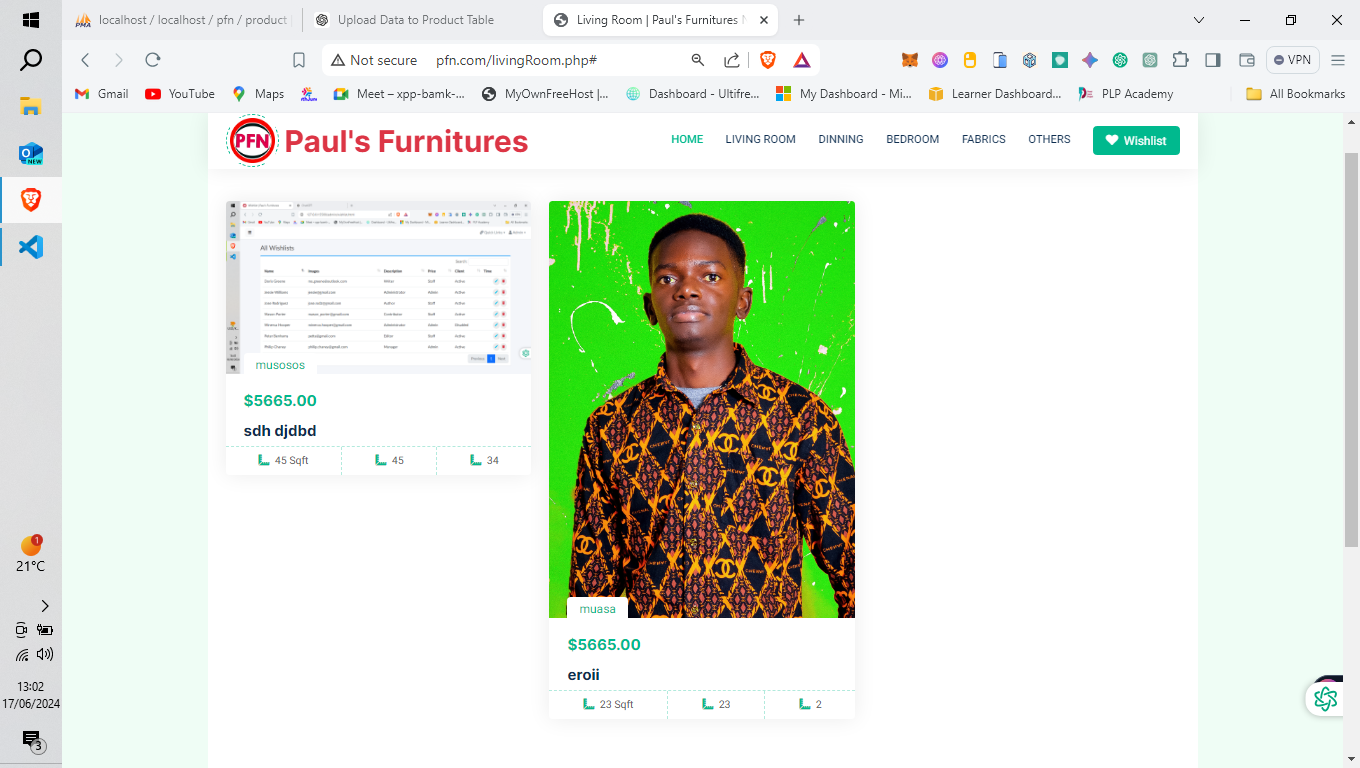 localhost / localhost / pfn / product
Upload Data to Product Table
Living Room | Paul's Furnitures
Not secure
pfn.com/livingRoom.php#
VPN
Gmail
YouTube
Maps
Meet – xpp-bamk-...
MyOwnFreeHost |...
Dashboard - Ultifre...
My Dashboard - Mi...
Learner Dashboard...
PLP Academy
All Bookmarks
PFN
Paul's Furnitures
HOME
LIVING ROOM
DINNING
BEDROOM
FABRICS
OTHERS
Wishlist
All Wishlists
musosos
$5665.00
sdh djdbd
45 Sqft
45
34
muasa
$5665.00
eroii
23 Sqft
23
2
1
21°C
13:02
17/06/2024
3